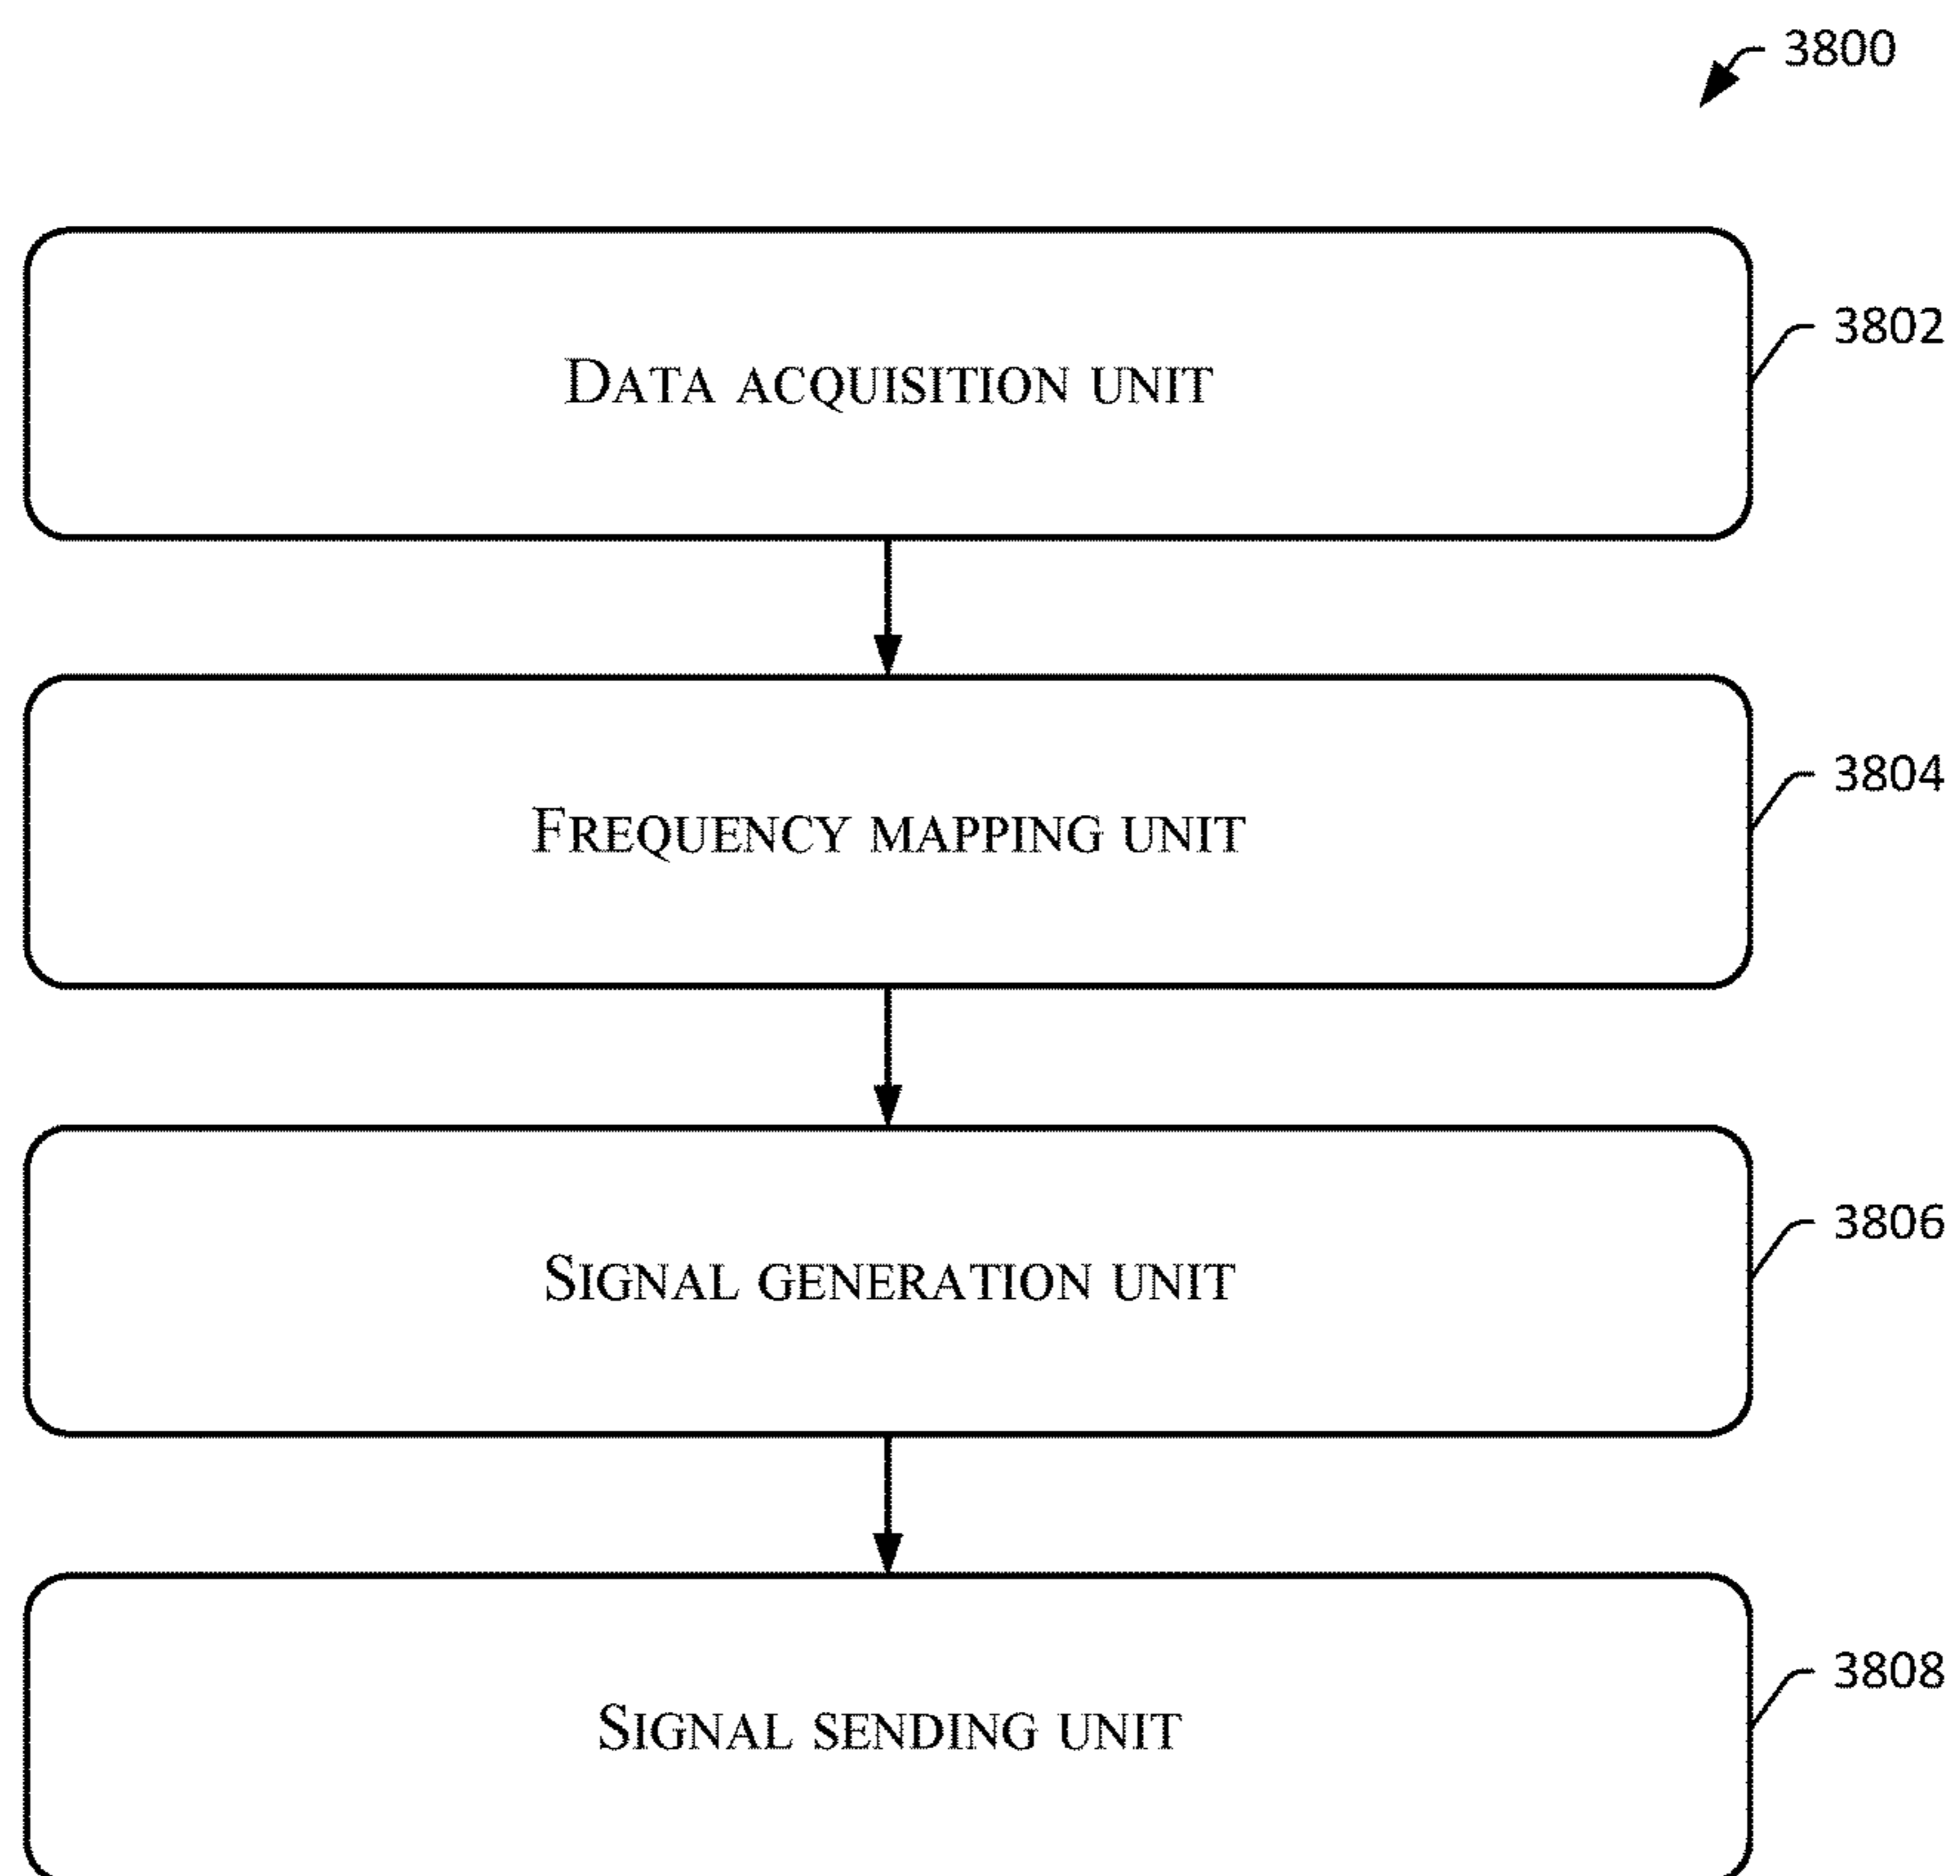 3800
DATA ACQUISITION UNIT
3802
FREQUENCY MAPPING UNIT
3804
SIGNAL GENERATION UNIT
3806
SIGNAL SENDING UNIT
3808